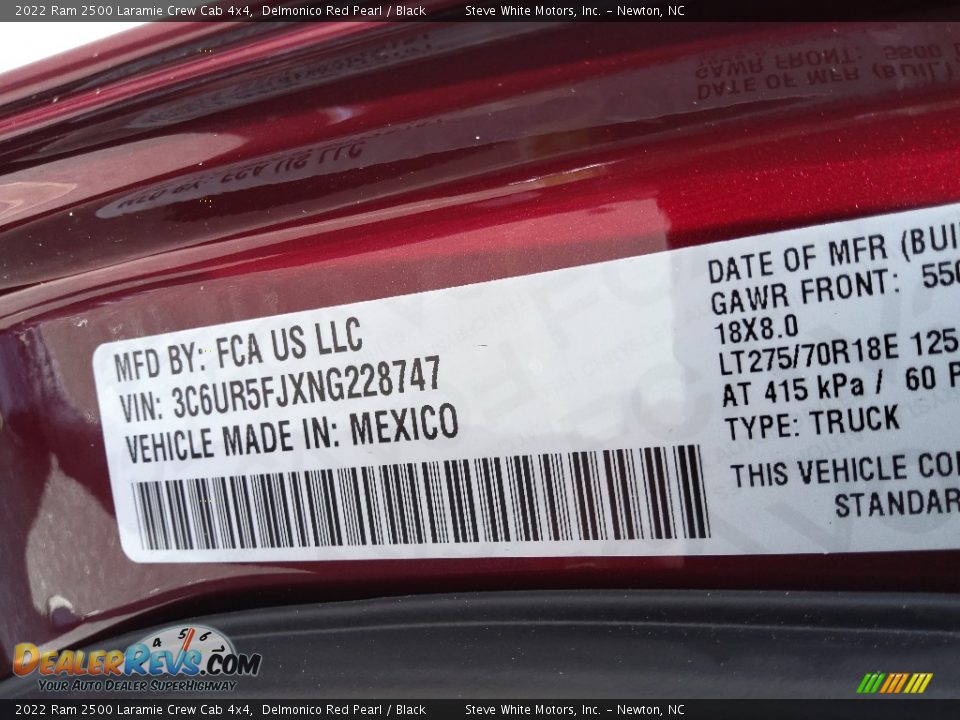 2022 Ram 2500 Laramie Crew Cab 4x4, Delmonico Red Pearl / Black Steve White Motors, Inc. – Newton, NC
MFD BY: FCA US LLC
VIN: 3C6UR5FJXNG228747
VEHICLE MADE IN: MEXICO
DATE OF MFR (BUI
GAWR FRONT: 550
18X8.0
LT275/70R18E 125
AT 415 kPa / 60 P
TYPE: TRUCK
THIS VEHICLE CO
STANDAR
DEALERREVS.COM
YOUR AUTO DEALER SUPERHIGHWAY
2022 Ram 2500 Laramie Crew Cab 4x4, Delmonico Red Pearl / Black Steve White Motors, Inc. – Newton, NC